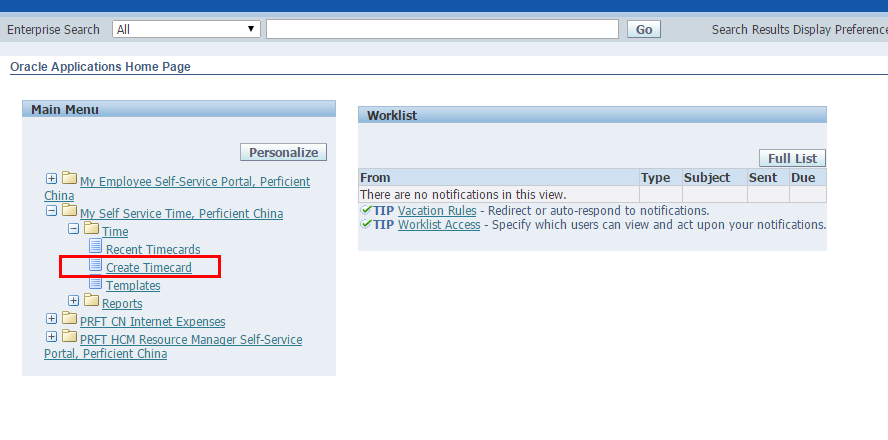 Enterprise Search All Go Search Results Display Preference
Oracle Applications Home Page
Main Menu
Personalize
My Employee Self-Service Portal, Perficient
China
My Self Service Time, Perficient China
Time
Recent Timecards
Create Timecard
Templates
Reports
PRFT CN Internet Expenses
PRFT HCM Resource Manager Self-Service
Portal, Perficient China
Worklist
Full List
From Type Subject Sent Due
There are no notifications in this view.
TIP Vacation Rules - Redirect or auto-respond to notifications.
TIP Worklist Access - Specify which users can view and act upon your notifications.